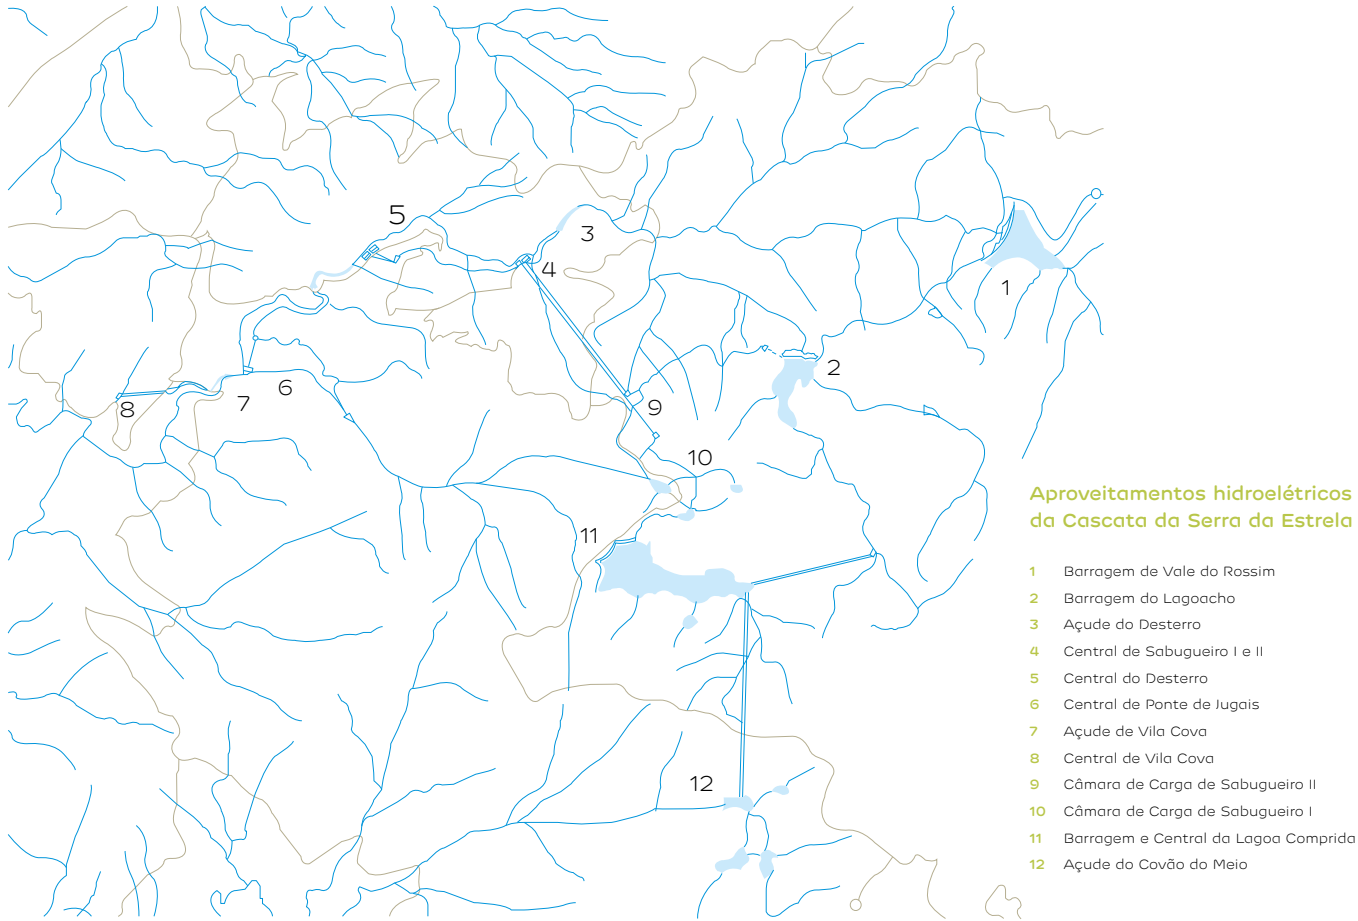 5
3
4
1
2
6
7
8
9
10
11
12
Aproveitamentos hidroelétricos
da Cascata da Serra da Estrela
1 Barragem de Vale do Rossim
2 Barragem do Lagoacho
3 Açude do Desterro
4 Central de Sabugueiro I e II
5 Central do Desterro
6 Central de Ponte de Jugais
7 Açude de Vila Cova
8 Central de Vila Cova
9 Câmara de Carga de Sabugueiro II
10 Câmara de Carga de Sabugueiro I
11 Barragem e Central da Lagoa Comprida
12 Açude do Covão do Meio